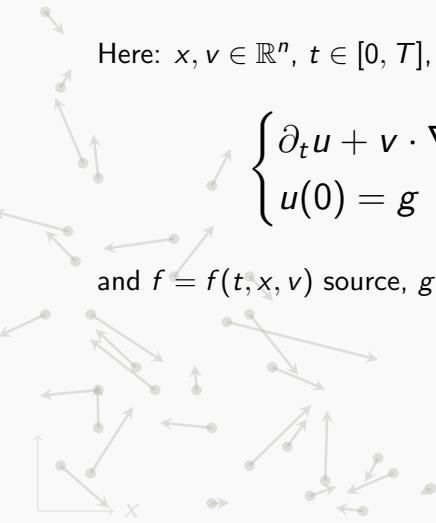 Here: x, v ∈ ℝⁿ, t ∈ [0, T],
{ ∂ₜu + v · ∇
u(0) = g
and f = f(t, x, v) source, g
x